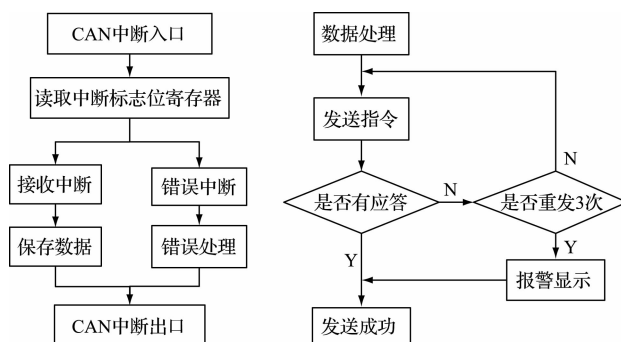 CAN中断入口
读取中断标志位寄存器
接收中断
错误中断
保存数据
错误处理
CAN中断出口
数据处理
发送指令
是否有应答
N
是否重发3次
N
Y
Y
报警显示
发送成功